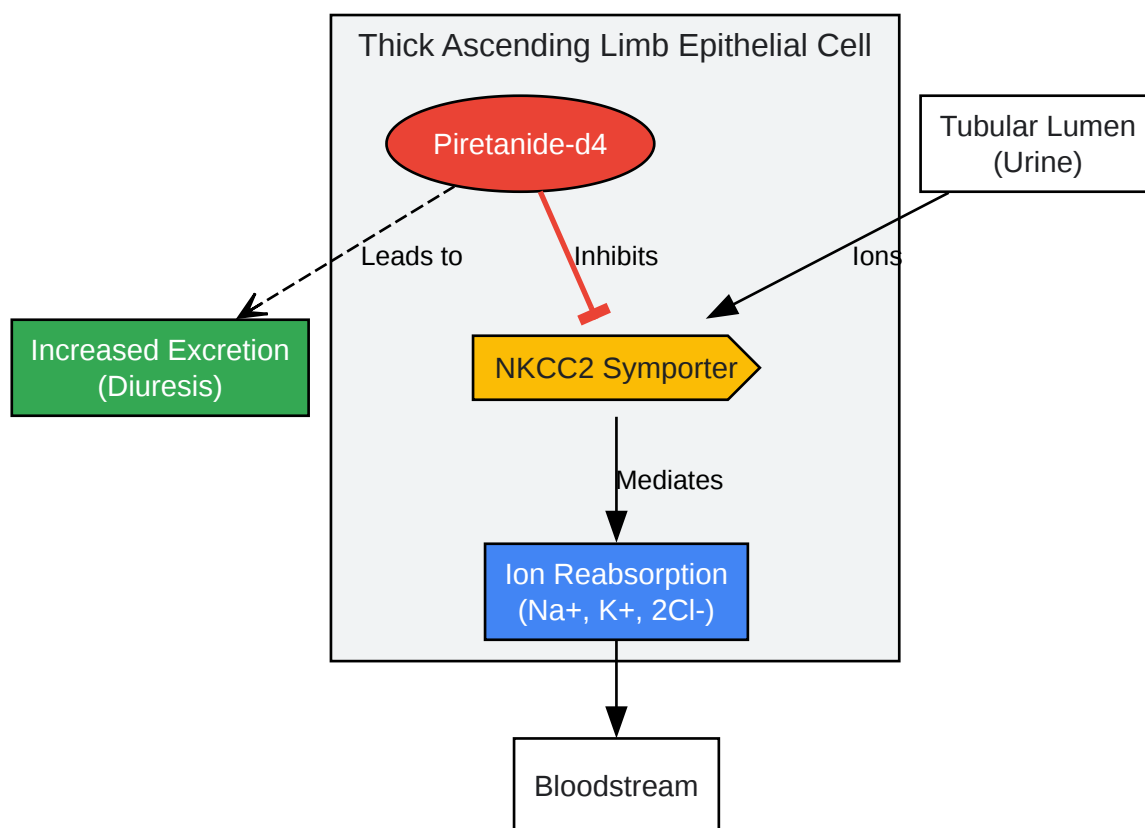 Thick Ascending Limb Epithelial Cell
Piretanide-d4
Tubular Lumen
(Urine)
Leads to
Inhibits
Ions
Increased Excretion
(Diuresis)
NKCC2 Symporter
Mediates
Ion Reabsorption
(Na+, K+, 2Cl-)
Bloodstream